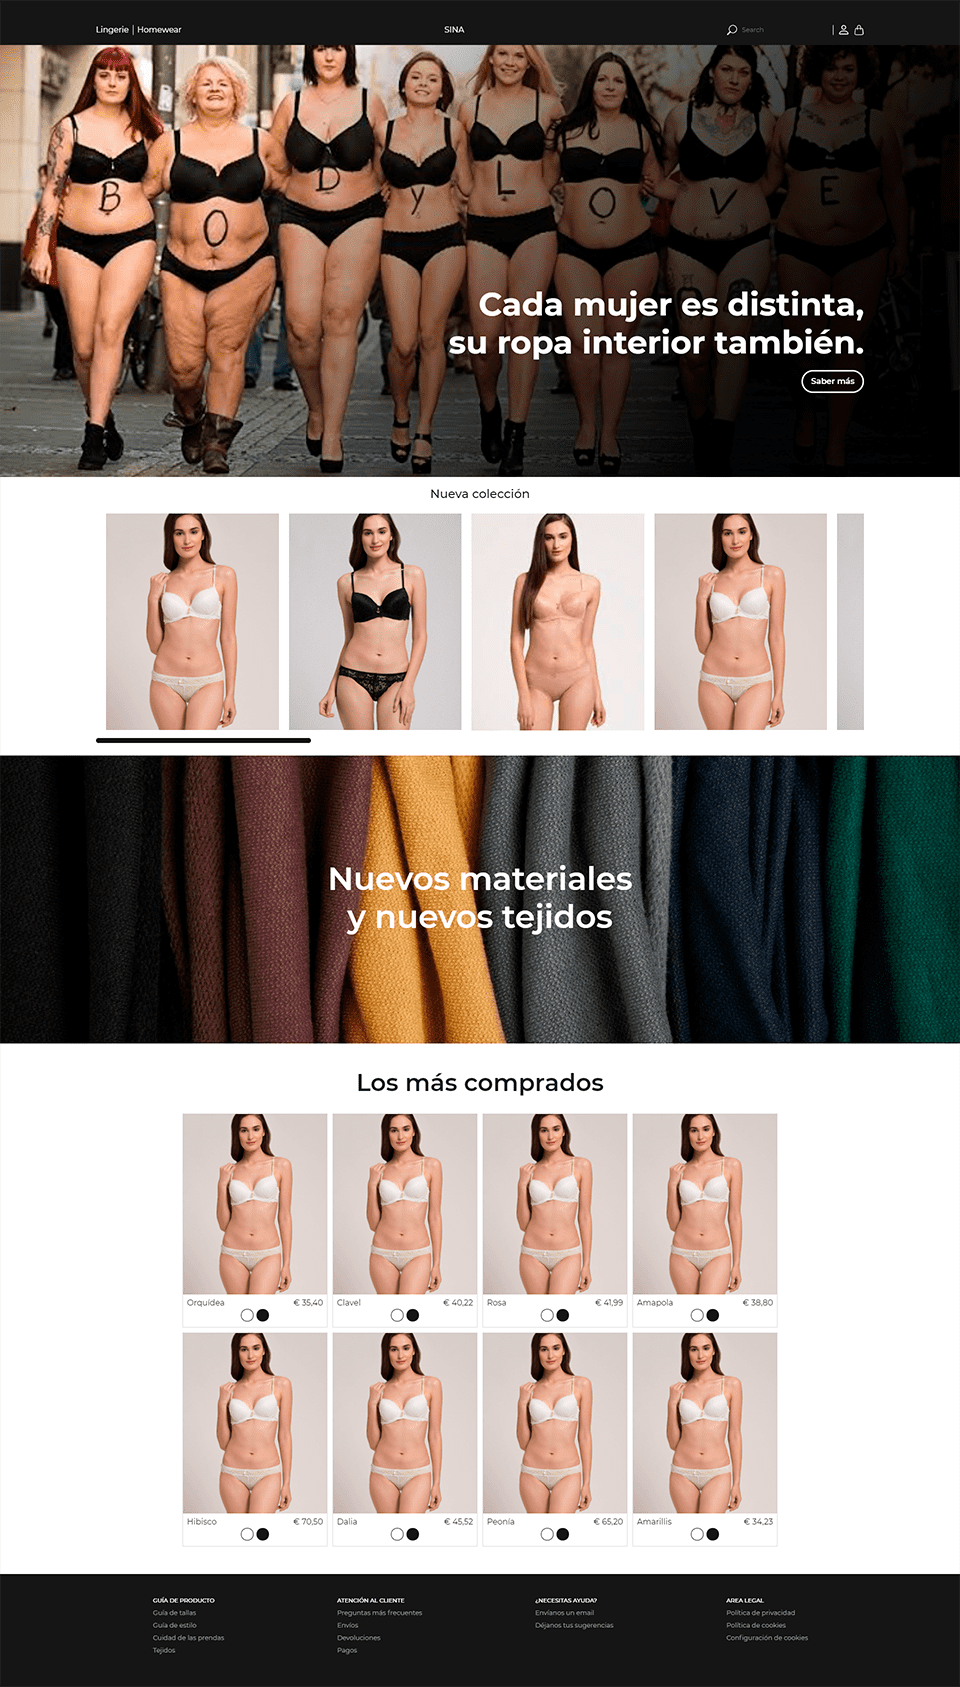 Lingerie | Homewear
SINA
Search
B O D y L O V E
Cada mujer es distinta,
su ropa interior también.
Saber más
Nueva colección
Nuevos materiales
y nuevos tejidos
Los más comprados
Orquídea € 35,40
Clavel € 40,22
Rosa € 41,99
Amapola € 38,80
Hibisco € 70,50
Dalia € 45,52
Peonía € 65,20
Amarillis € 34,23
GUÍA DE PRODUCTO
Guía de tallas
Guía de estilo
Cuidad de las prendas
Tejidos
ATENCIÓN AL CLIENTE
Preguntas más frecuentes
Envíos
Devoluciones
Pagos
¿NECESITAS AYUDA?
Envíanos un email
Déjanos tus sugerencias
AREA LEGAL
Política de privacidad
Política de cookies
Configuración de cookies